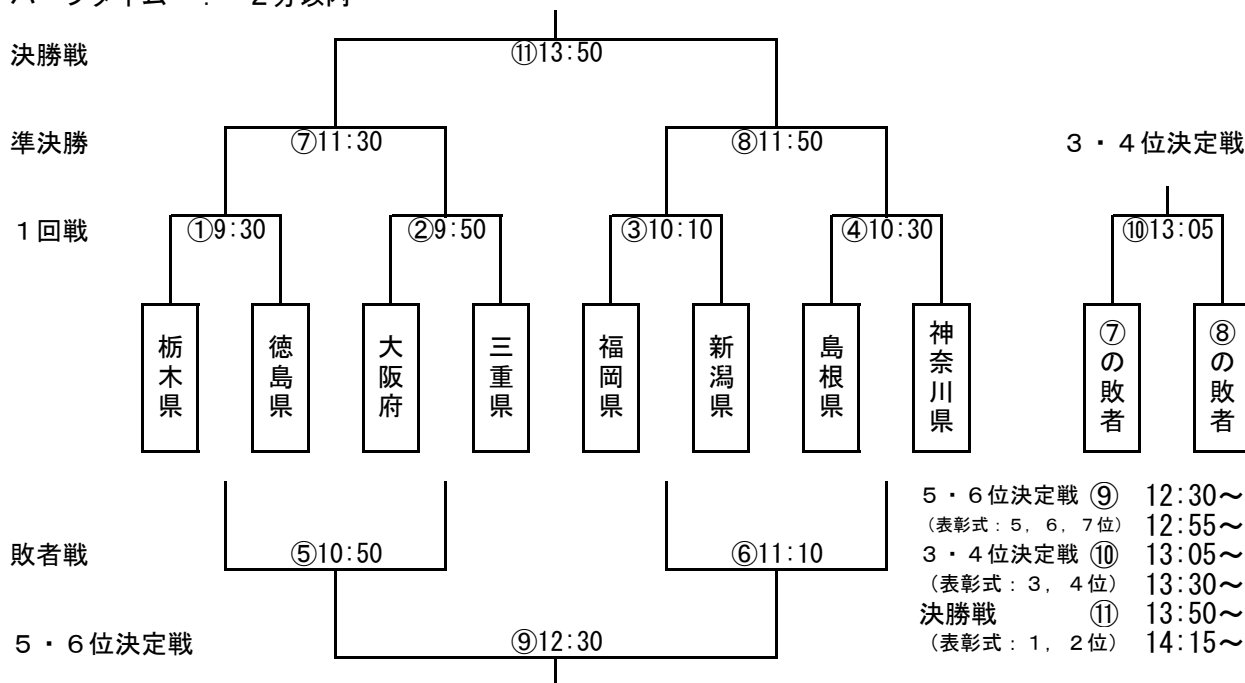 決勝戦
⑪13:50
準決勝
⑦11:30
⑧11:50
３・４位決定戦
１回戦
①9:30
②9:50
③10:10
④10:30
⑩13:05
栃木県
徳島県
大阪府
三重県
福岡県
新潟県
島根県
神奈川県
⑦の敗者
⑧の敗者
敗者戦
⑤10:50
⑥11:10
５・６位決定戦
⑨12:30
５・６位決定戦 ⑨ 12:30～
（表彰式：５，６，７位） 12:55～
３・４位決定戦 ⑩ 13:05～
（表彰式：３，４位） 13:30～
決勝戦 ⑪ 13:50～
（表彰式：１，２位） 14:15～